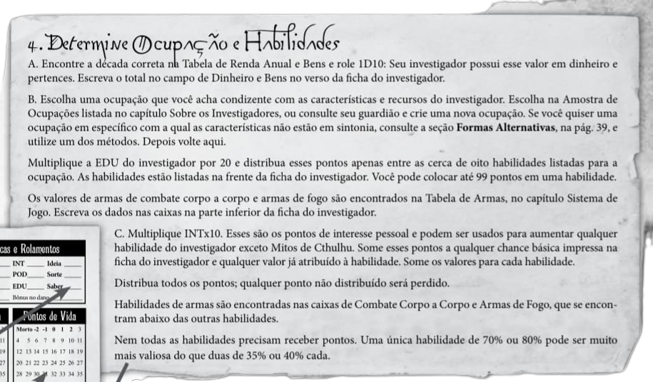 4. Determine Ocupação e Habilidades
A. Encontre a década correta na Tabela de Renda Anual e Bens e role 1D10: Seu investigador possui esse valor em dinheiro e
pertences. Escreva o total no campo de Dinheiro e Bens no verso da ficha do investigador.
B. Escolha uma ocupação que você acha condizente com as características e recursos do investigador. Escolha na Amostra de
Ocupações listada no capítulo Sobre os Investigadores, ou consulte seu guardião e crie uma nova ocupação. Se você quiser uma
ocupação em específico com a qual as características não estão em sintonia, consulte a seção Formas Alternativas, na pág. 39, e
utilize um dos métodos. Depois volte aqui.
Multiplique a EDU do investigador por 20 e distribua esses pontos apenas entre as cerca de oito habilidades listadas para a
ocupação. As habilidades estão listadas na frente da ficha do investigador. Você pode colocar até 99 pontos em uma habilidade.
Os valores de armas de combate corpo a corpo e armas de fogo são encontrados na Tabela de Armas, no capítulo Sistema de
Jogo. Escreva os dados nas caixas na parte inferior da ficha do investigador.
C. Multiplique INTx10. Esses são os pontos de interesse pessoal e podem ser usados para aumentar qualquer
habilidade do investigador exceto Mitos de Cthulhu. Some esses pontos a qualquer chance básica impressa na
ficha do investigador e qualquer valor já atribuído à habilidade. Some os valores para cada habilidade.
Distribua todos os pontos; qualquer ponto não distribuído será perdido.
Habilidades de armas são encontradas nas caixas de Combate Corpo a Corpo e Armas de Fogo, que se encon-
tram abaixo das outras habilidades.
Nem todas as habilidades precisam receber pontos. Uma única habilidade de 70% ou 80% pode ser muito
mais valiosa do que duas de 35% ou 40% cada.
cas e Rolamentos
INT Ideia
POD Sorte
EDU Saber
Bônus no dano
Pontos de Vida
Morto -2 -1 0 1 2 3
11 4 5 6 7 8 9 10 11
19 12 13 14 15 16 17 18 19
27 20 21 22 23 24 25 26 27
35 28 29 30 31 32 33 34 35